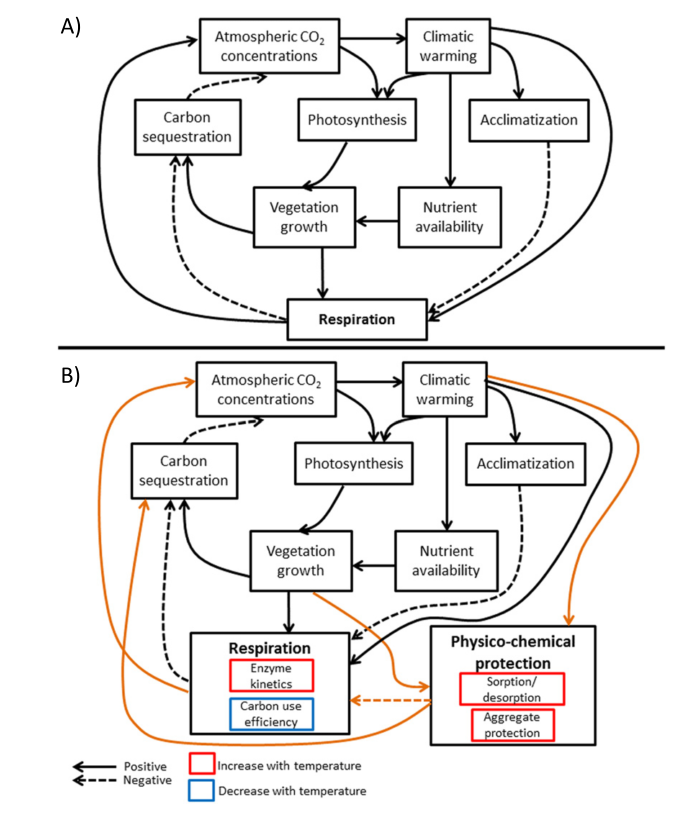 A)
Atmospheric CO₂
concentrations
Climatic
warming
Carbon
sequestration
Photosynthesis
Acclimatization
Vegetation
growth
Nutrient
availability
Respiration
B)
Atmospheric CO₂
concentrations
Climatic
warming
Carbon
sequestration
Photosynthesis
Acclimatization
Vegetation
growth
Nutrient
availability
Respiration
Enzyme
kinetics
Carbon use
efficiency
Physico-chemical
protection
Sorption/
desorption
Aggregate
protection
Positive
Negative
Increase with temperature
Decrease with temperature